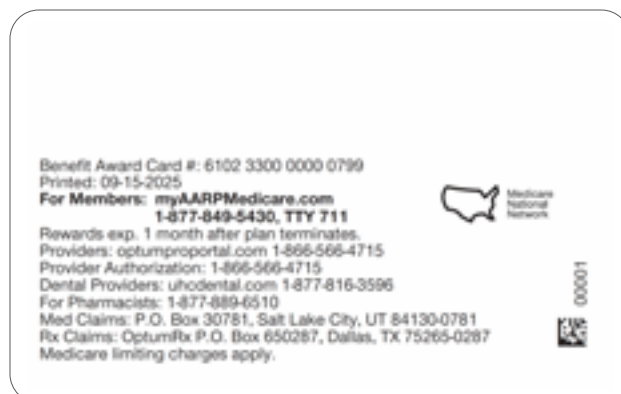 Benefit Award Card #: 6102 3300 0000 0799
Printed: 09-15-2025
For Members: myAARPMedicare.com
1-877-849-5430, TTY 711
Rewards exp. 1 month after plan terminates.
Providers: optumproportal.com 1-866-566-4715
Provider Authorization: 1-866-566-4715
Dental Providers: uhcdental.com 1-877-816-3596
For Pharmacists: 1-877-889-6510
Med Claims: P.O. Box 30781, Salt Lake City, UT 84130-0781
Rx Claims: OptumRx P.O. Box 650287, Dallas, TX 75265-0287
Medicare limiting charges apply.
Medicare
National
Network
00001